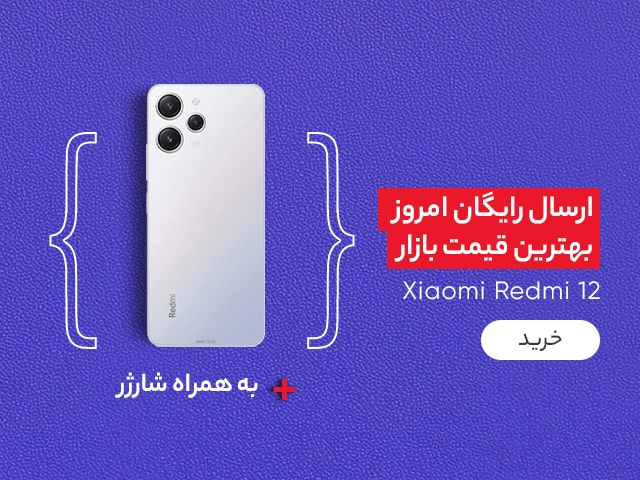 ارسال رایگان امروز
بهترین قیمت بازار
Xiaomi Redmi 12
خرید
Redmi
به همراه شارژر +